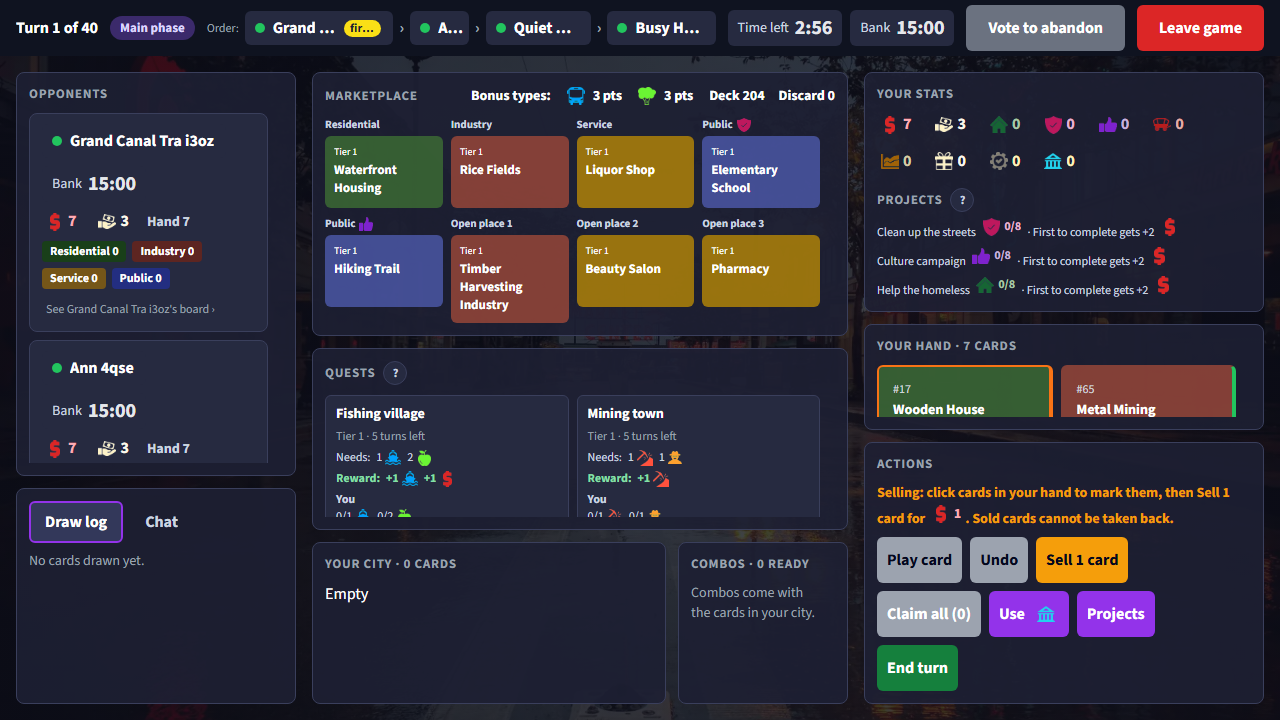 Turn 1 of 40
Main phase
Order:
Grand ...
fir...
›
A...
›
Quiet ...
›
Busy H...
Time left 2:56
Bank 15:00
Vote to abandon
Leave game
OPPONENTS
Grand Canal Tra i3oz
Bank 15:00
7 3 Hand 7
Residential 0 Industry 0
Service 0 Public 0
See Grand Canal Tra i3oz's board ›
Ann 4qse
Bank 15:00
7 3 Hand 7
Draw log Chat
No cards drawn yet.
MARKETPLACE
Bonus types: 3 pts 3 pts Deck 204 Discard 0
Residential Industry Service Public
Tier 1
Waterfront
Housing
Tier 1
Rice Fields
Tier 1
Liquor Shop
Tier 1
Elementary
School
Public Open place 1 Open place 2 Open place 3
Tier 1
Hiking Trail
Tier 1
Timber
Harvesting
Industry
Tier 1
Beauty Salon
Tier 1
Pharmacy
QUESTS ?
Fishing village
Tier 1 · 5 turns left
Needs: 1 2
Reward: +1 +1
You
0/1 0/2
Mining town
Tier 1 · 5 turns left
Needs: 1 1
Reward: +1
You
0/1 0/1
YOUR CITY · 0 CARDS
Empty
COMBOS · 0 READY
Combos come with
the cards in your city.
YOUR STATS
7 3 0 0 0 0
0 0 0 0
PROJECTS ?
Clean up the streets 0/8 · First to complete gets +2
Culture campaign 0/8 · First to complete gets +2
Help the homeless 0/8 · First to complete gets +2
YOUR HAND · 7 CARDS
#17
Wooden House
#65
Metal Mining
ACTIONS
Selling: click cards in your hand to mark them, then Sell 1
card for 1 . Sold cards cannot be taken back.
Play card Undo Sell 1 card
Claim all (0) Use Projects
End turn